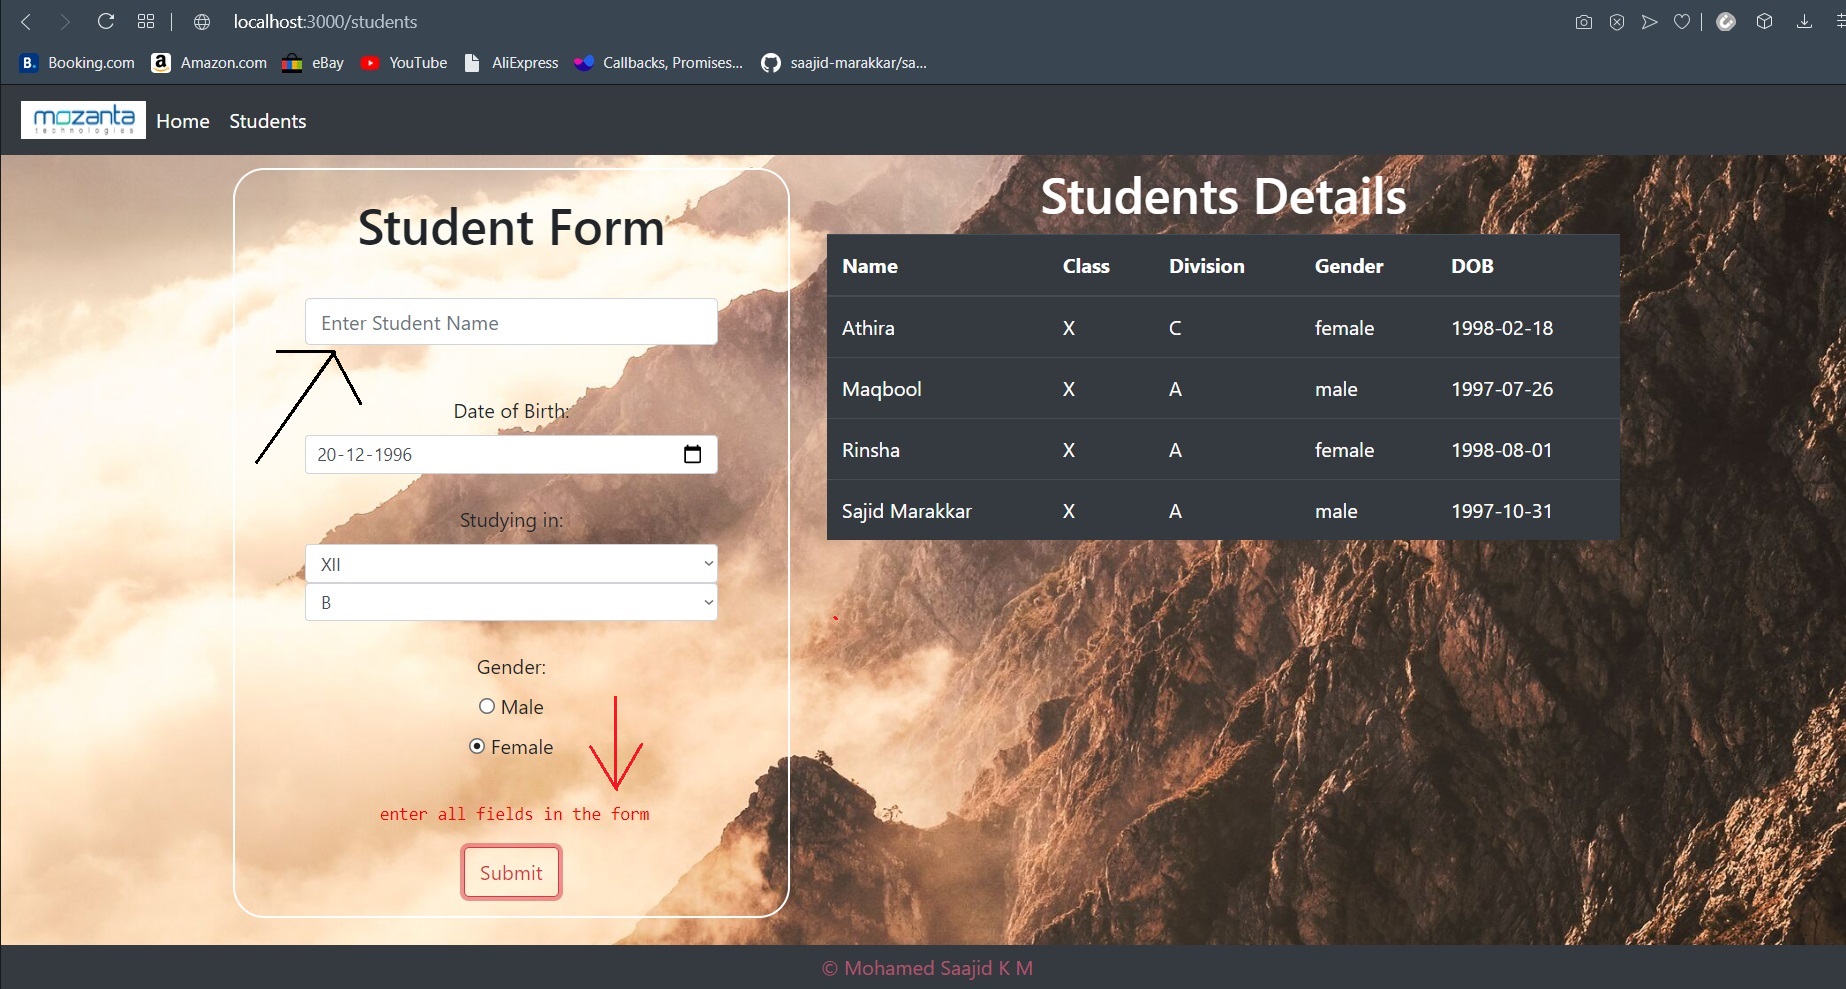 localhost:3000/students
Booking.com Amazon.com eBay YouTube AliExpress Callbacks, Promises... saajid-marakkar/sa...
mozanta
technologies
Home Students
Student Form
Enter Student Name
Date of Birth:
20-12-1996
Studying in:
XII
B
Gender:
Male
Female
enter all fields in the form
Submit
Students Details
Name Class Division Gender DOB
Athira X C female 1998-02-18
Maqbool X A male 1997-07-26
Rinsha X A female 1998-08-01
Sajid Marakkar X A male 1997-10-31
© Mohamed Saajid K M